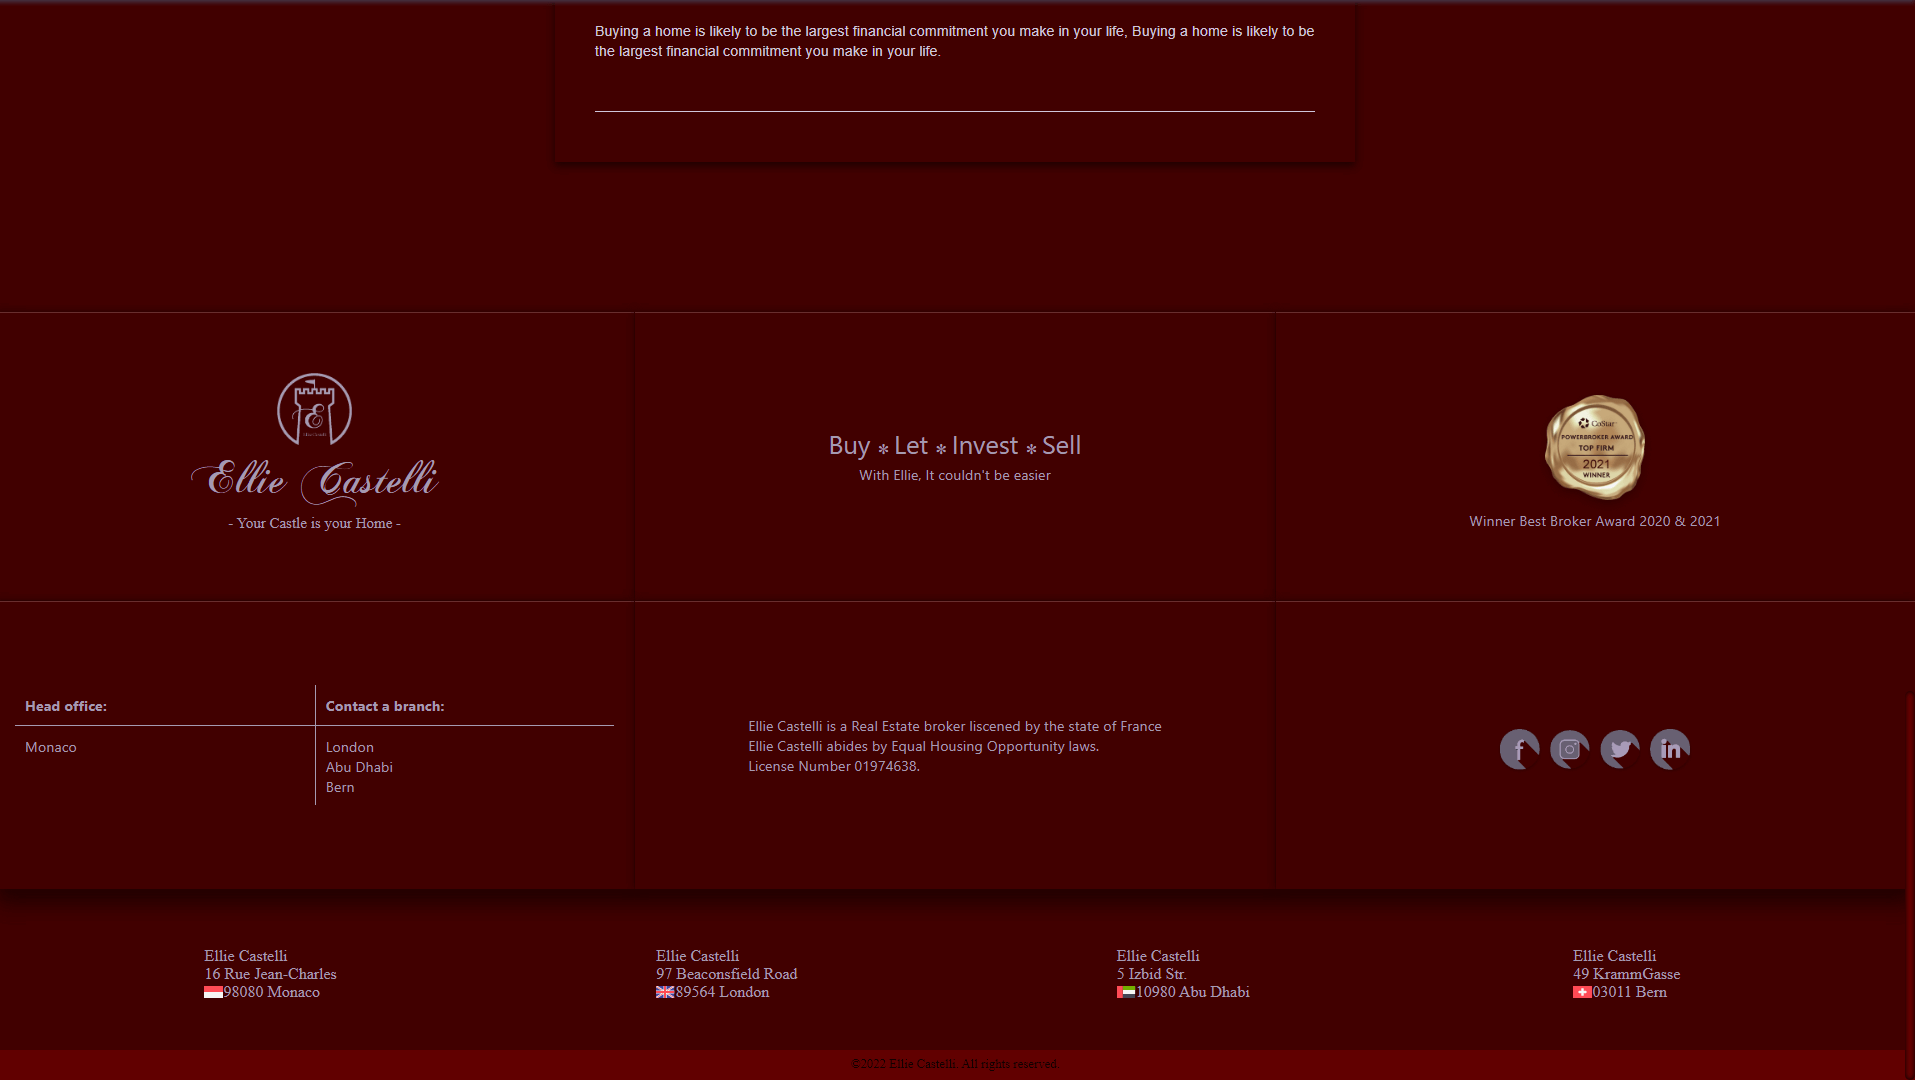 Buying a home is likely to be the largest financial commitment you make in your life, Buying a home is likely to be
the largest financial commitment you make in your life.
Ellie Castelli
- Your Castle is your Home -
Buy ✻ Let ✻ Invest ✻ Sell
With Ellie, It couldn't be easier
CoStar
POWERBROKER AWARD
TOP FIRM
2021
WINNER
Winner Best Broker Award 2020 & 2021
Head office:
Contact a branch:
Monaco
London
Abu Dhabi
Bern
Ellie Castelli is a Real Estate broker liscened by the state of France
Ellie Castelli abides by Equal Housing Opportunity laws.
License Number 01974638.
Ellie Castelli
16 Rue Jean-Charles
98080 Monaco
Ellie Castelli
97 Beaconsfield Road
89564 London
Ellie Castelli
5 Izbid Str.
10980 Abu Dhabi
Ellie Castelli
49 KrammGasse
03011 Bern
Ellie Castelli. All rights reserved.